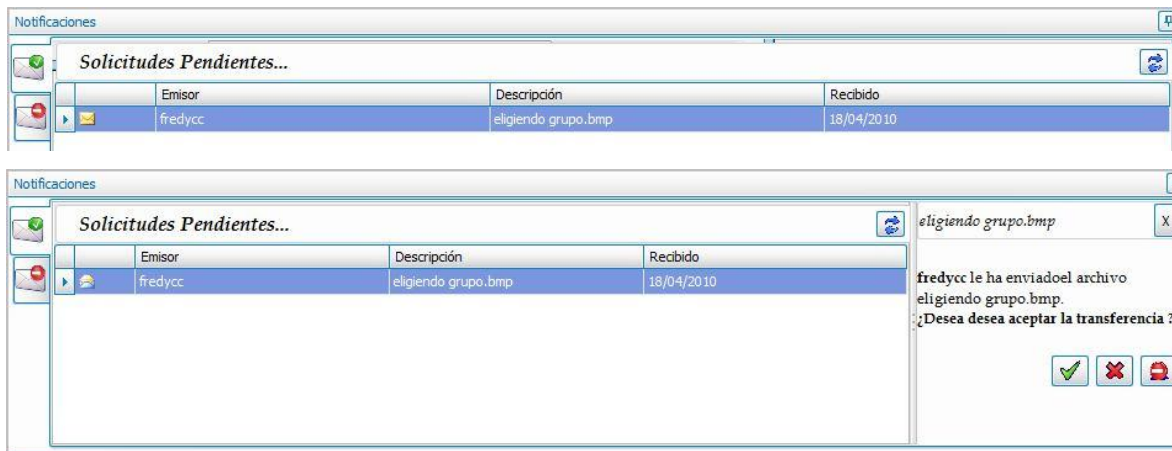 Notificaciones
Solicitudes Pendientes...
Emisor Descripción Recibido
fredycc eligiendo grupo.bmp 18/04/2010
Notificaciones
Solicitudes Pendientes...
Emisor Descripción Recibido
fredycc eligiendo grupo.bmp 18/04/2010
eligiendo grupo.bmp X
fredycc le ha enviadoel archivo
eligiendo grupo.bmp.
¿Desea desea aceptar la transferencia ?